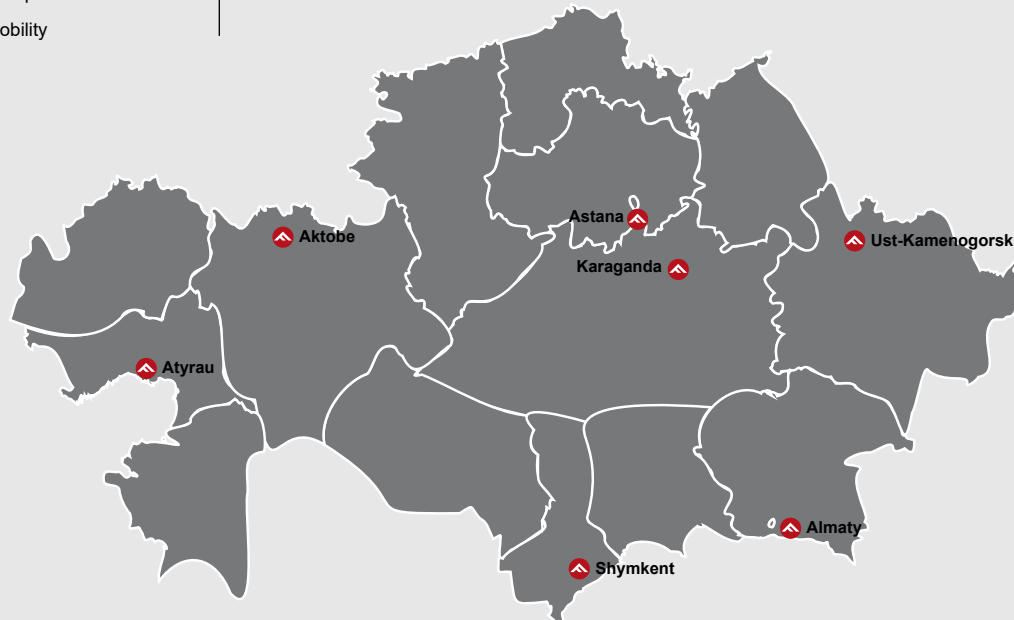 obility
Astana
Aktobe
Ust-Kamenogorsk
Karaganda
Atyrau
Almaty
Shymkent